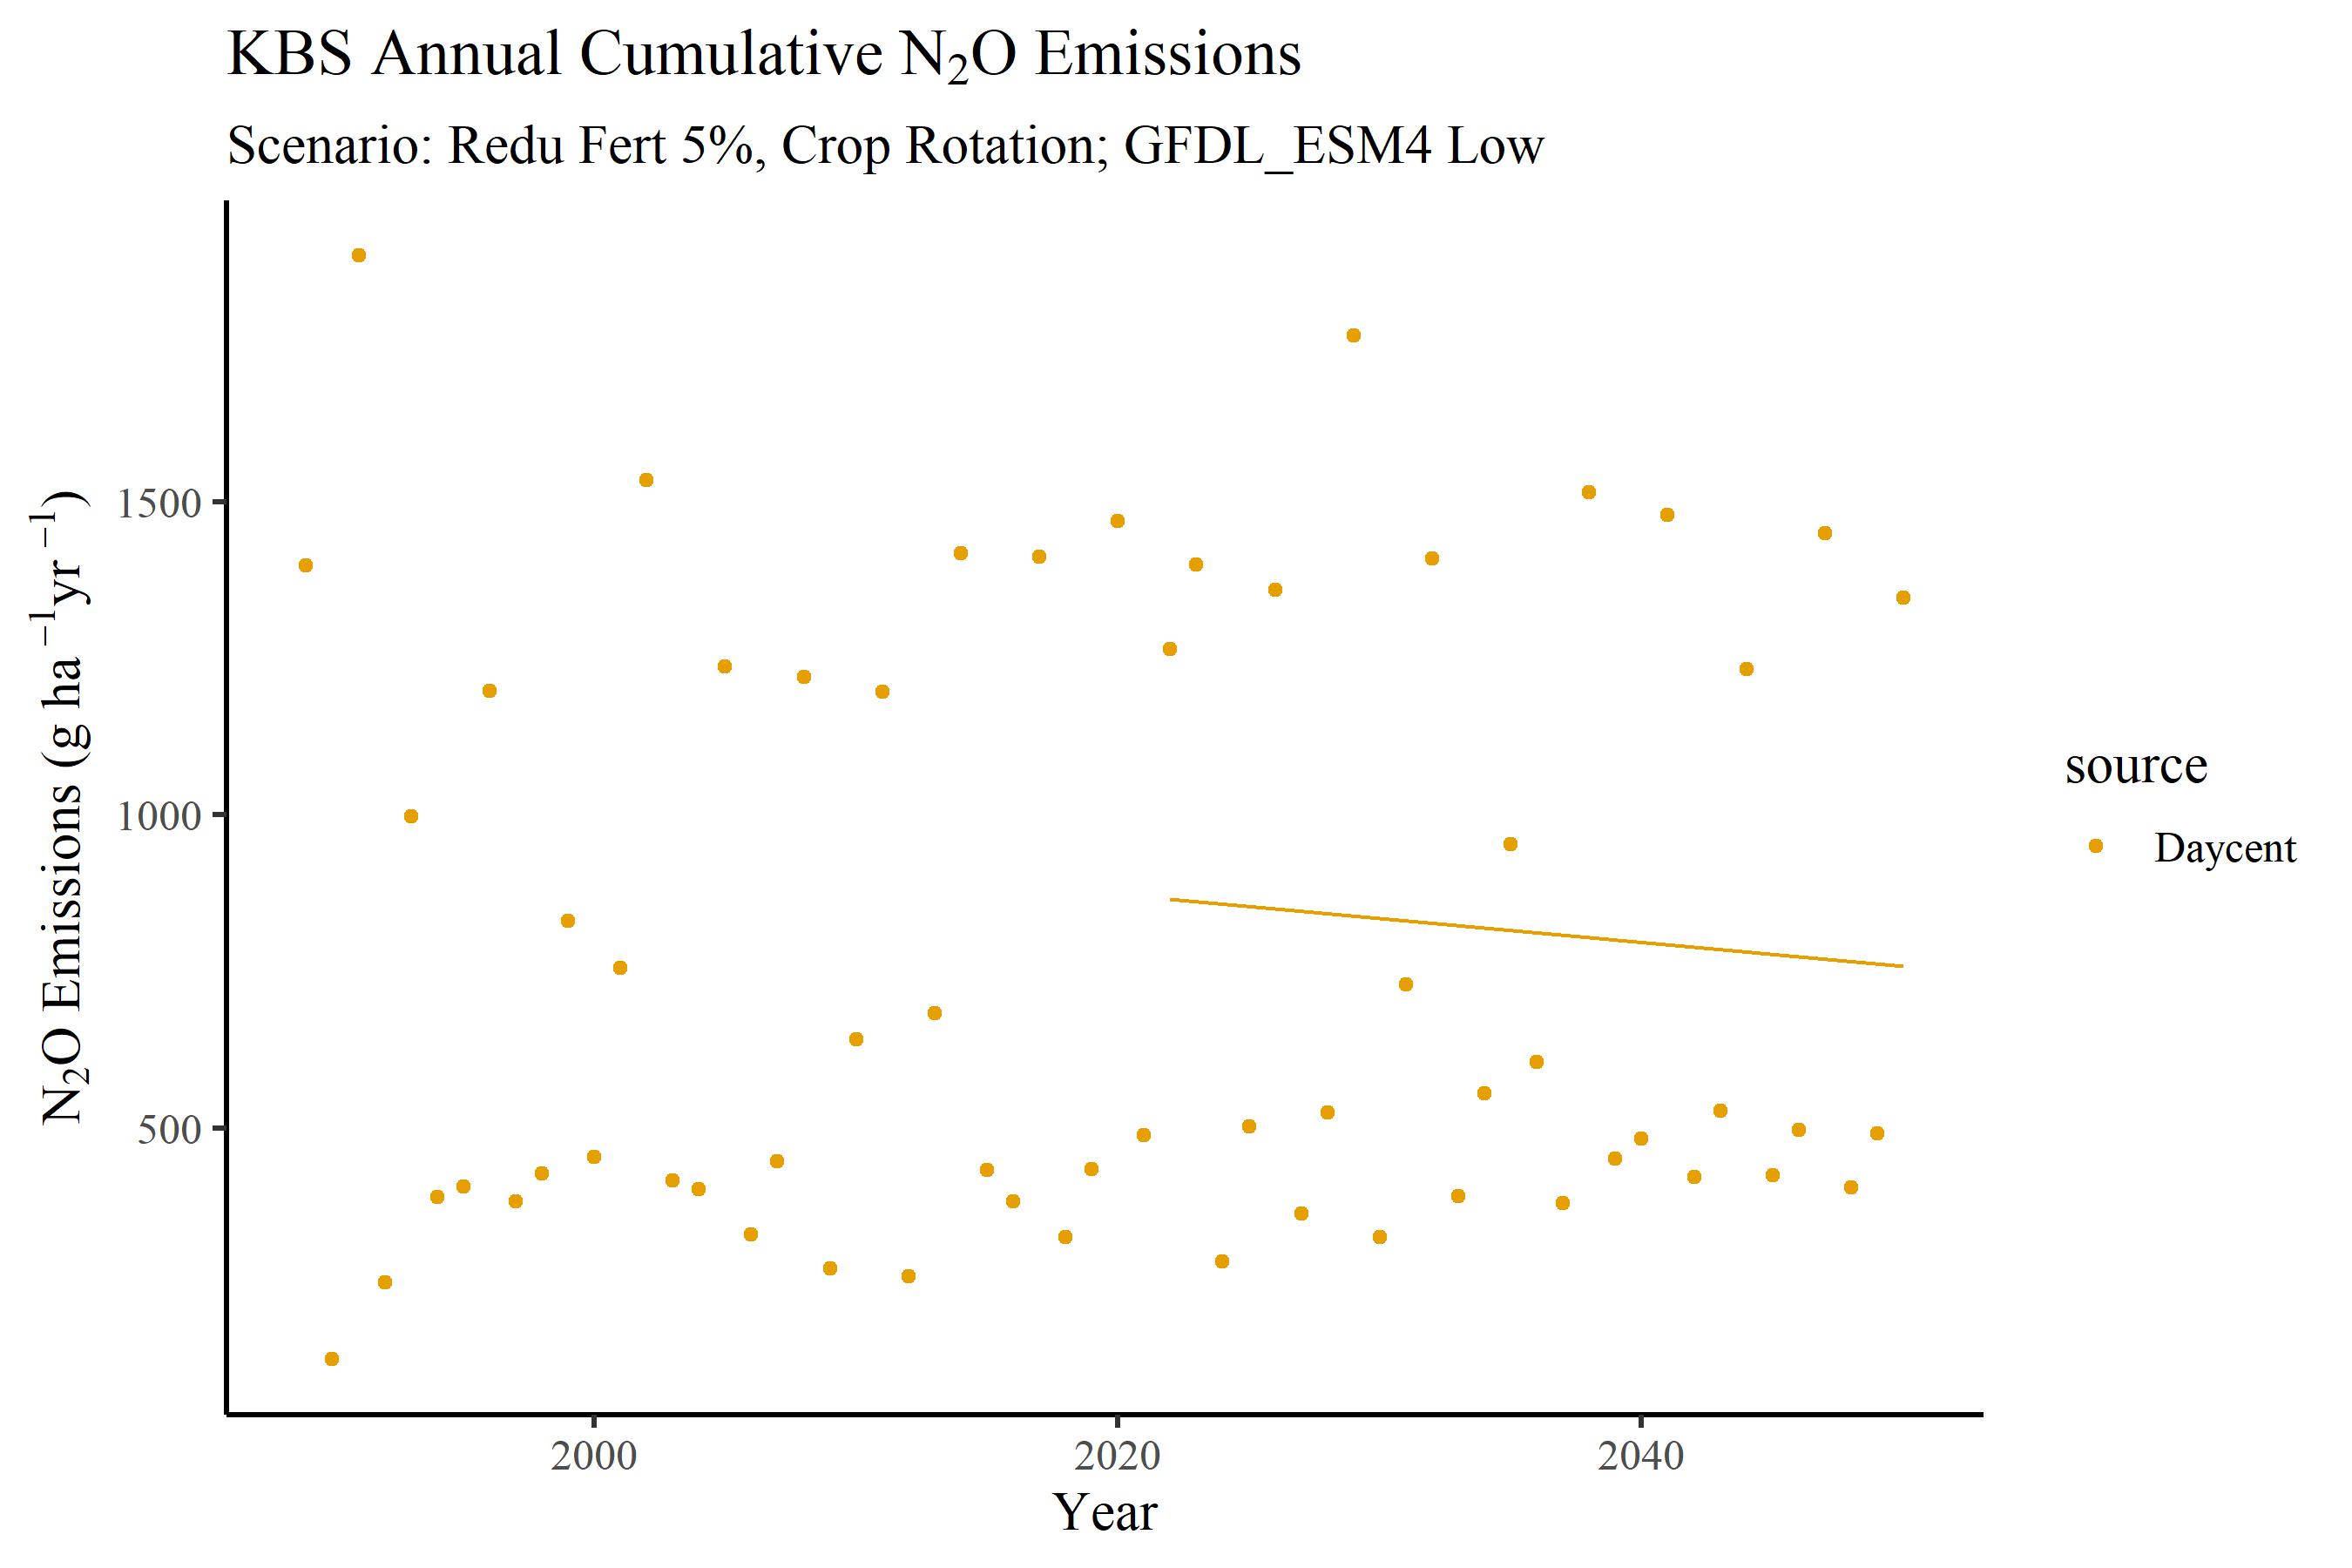 KBS Annual Cumulative N₂O Emissions
Scenario: Redu Fert 5%, Crop Rotation; GFDL_ESM4 Low
N₂O Emissions (g ha⁻¹yr⁻¹)
1500
1000
500
2000 2020 2040
Year
source
Daycent